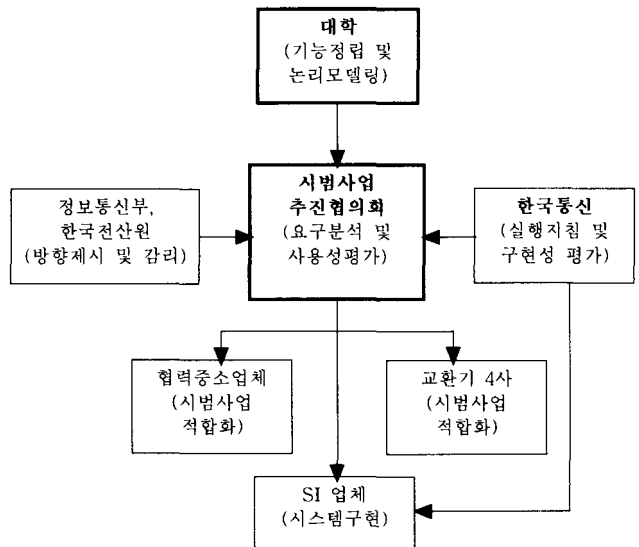 대학
(기능정립 및
논리모델링)
정보통신부,
한국전산원
(방향제시 및 감리)
시범사업
추진협의회
(요구분석 및
사용성평가)
한국통신
(실행지침 및
구현성 평가)
협력중소업체
(시범사업
적합화)
교환기 4사
(시범사업
적합화)
SI 업체
(시스템구현)